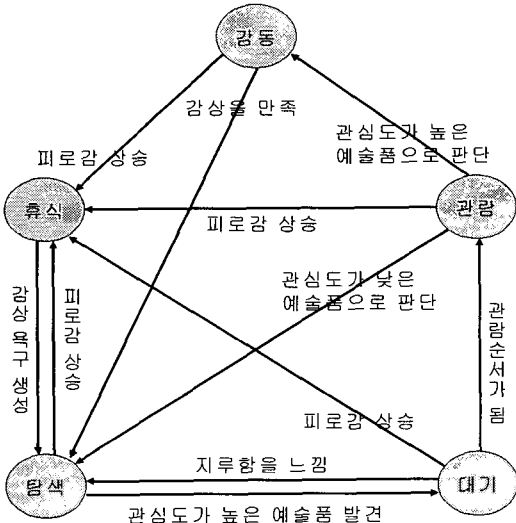 감동
감상을 만족
관심도가 높은
예술품으로 판단
피로감 상승
휴식
관람
피로감 상승
관심도가 낮은
예술품으로 판단
감상 욕구 생성
피로감 상승
관람순서가 됨
피로감 상승
지루함을 느낌
탐색
대기
관심도가 높은 예술품 발견